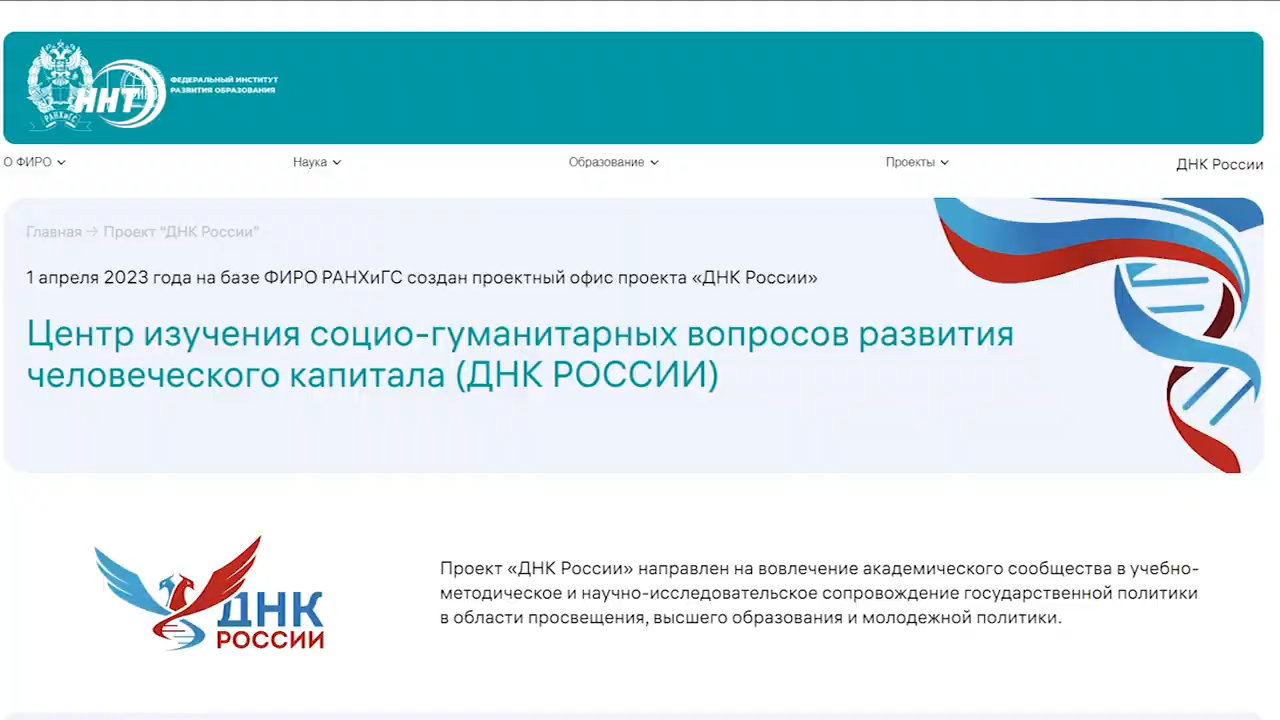 РАНХиГС
ННТ
ФЕДЕРАЛЬНЫЙ ИНСТИТУТ
РАЗВИТИЯ ОБРАЗОВАНИЯ
О ФИРО
Наука
Образование
Проекты
ДНК России
Главная → Проект "ДНК России"
1 апреля 2023 года на базе ФИРО РАНХиГС создан проектный офис проекта «ДНК России»
Центр изучения социо-гуманитарных вопросов развития
человеческого капитала (ДНК РОССИИ)
ДНК
РОССИИ
Проект «ДНК России» направлен на вовлечение академического сообщества в учебно-
методическое и научно-исследовательское сопровождение государственной политики
в области просвещения, высшего образования и молодежной политики.